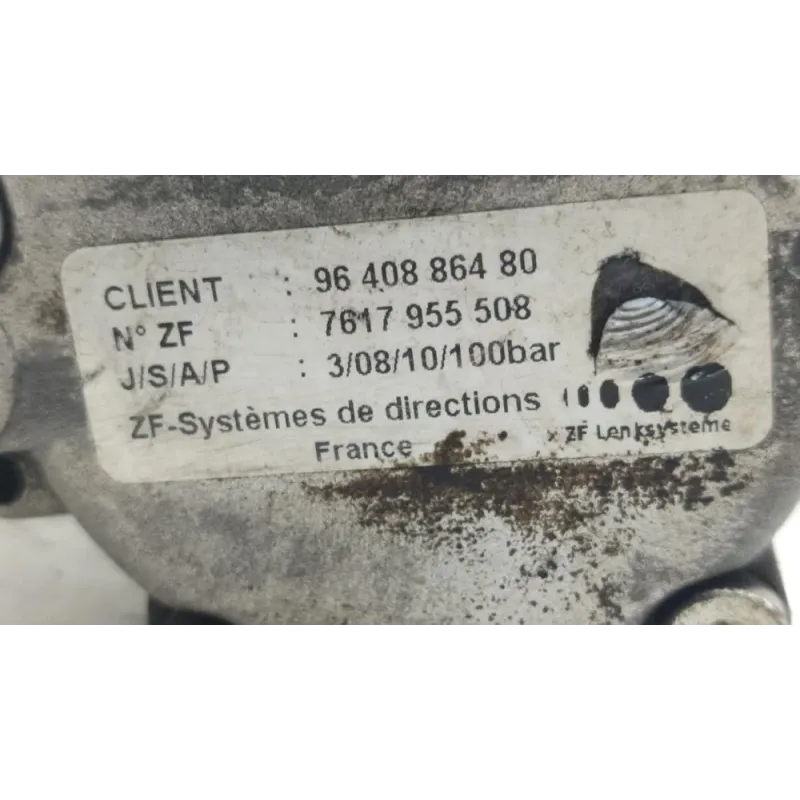 CLIENT : 96 408 864 80
N° ZF : 7617 955 508
J/S/A/P : 3/08/10/100bar
ZF-Systèmes de directions
France
ZF Lenksysteme